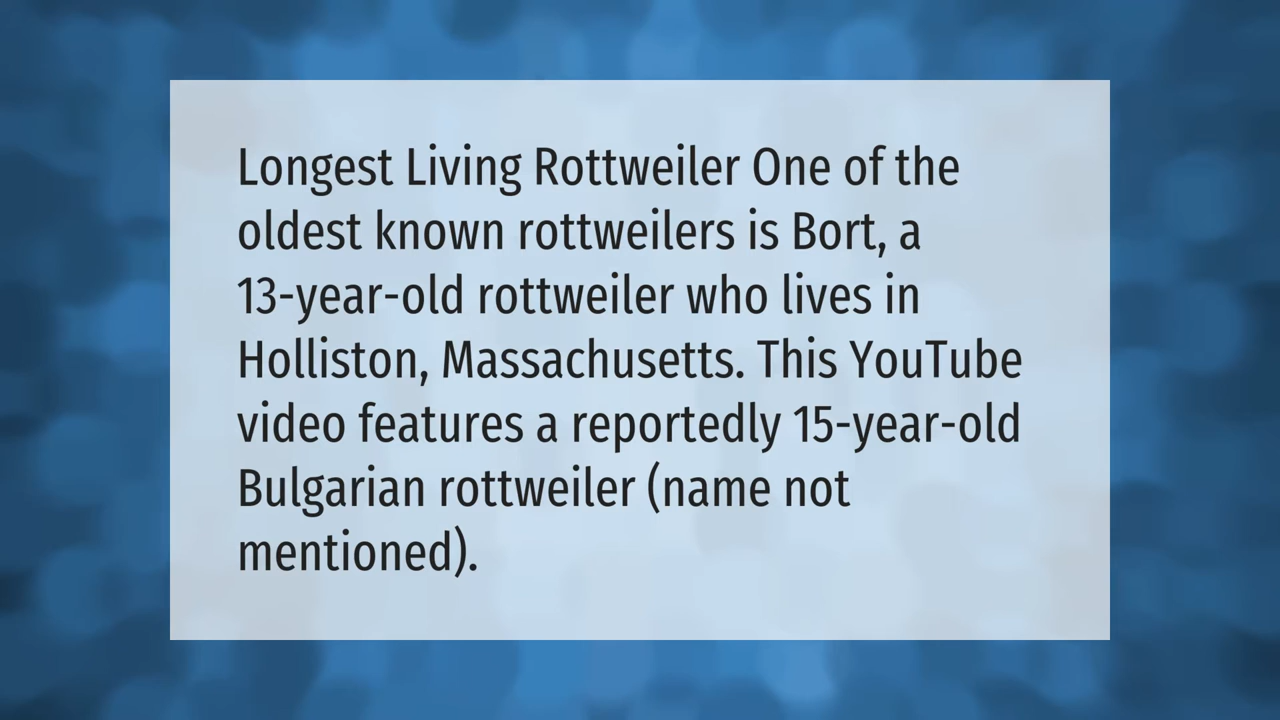 Longest Living Rottweiler One of the
oldest known rottweilers is Bort, a
13-year-old rottweiler who lives in
Holliston, Massachusetts. This YouTube
video features a reportedly 15-year-old
Bulgarian rottweiler (name not
mentioned).